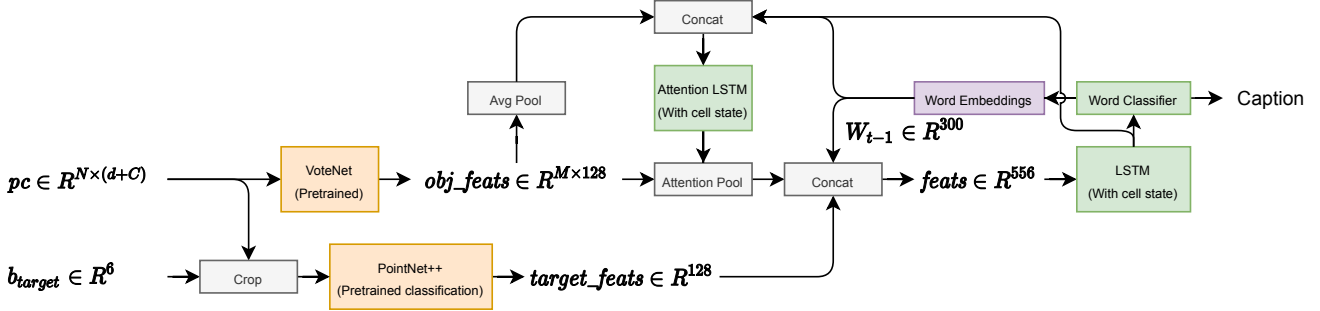 Concat
Attention LSTM
(With cell state)
Avg Pool
Word Embeddings
Word Classifier
Caption
W_{t-1} ∈ R^{300}
pc ∈ R^{N×(d+C)}
VoteNet
(Pretrained)
obj_feats ∈ R^{M×128}
Attention Pool
Concat
feats ∈ R^{556}
LSTM
(With cell state)
b_{target} ∈ R^6
Crop
PointNet++
(Pretrained classification)
target_feats ∈ R^{128}